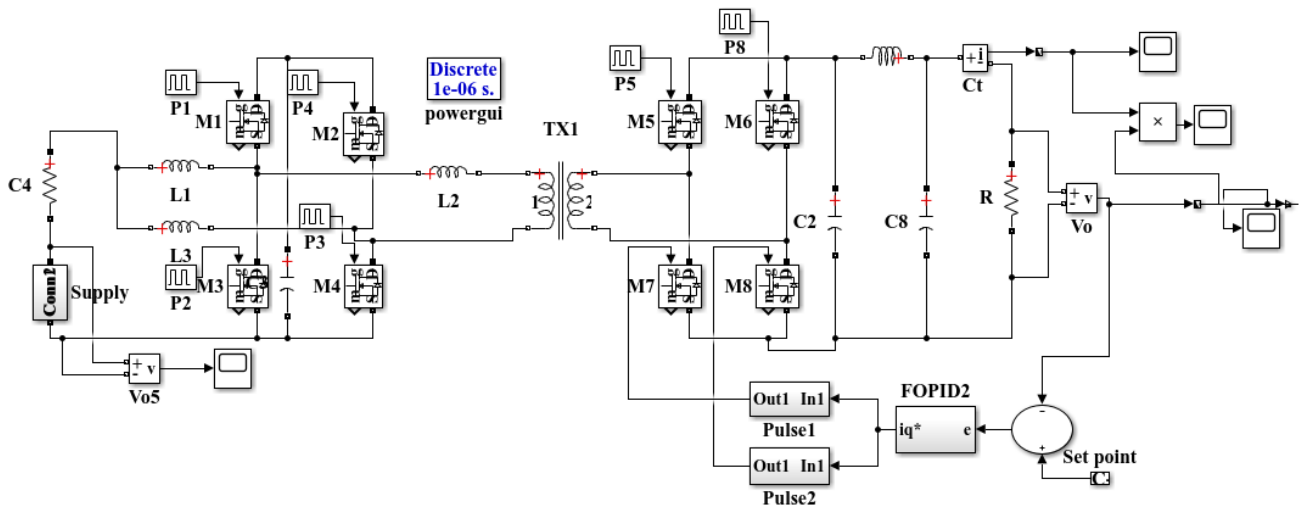 P8
P5
Discrete
1e-06 s.
powergui
P1
P4
M1
M2
TX1
M5
M6
+ i
-
Ct
×
C4
L1
L2
1
2
C2
C8
R
+
- v
Vo
P3
L3
P2
M3
C3
M4
M7
M8
Conn2
Supply
+
- v
Vo5
Out1 In1
Pulse1
FOPID2
iq* e
-
+
Out1 In1
Pulse2
Set point
C-
g D
m S
g D
m S
g D
m S
g D
m S
g D
m S
g D
m S
g D
m S
g D
m S